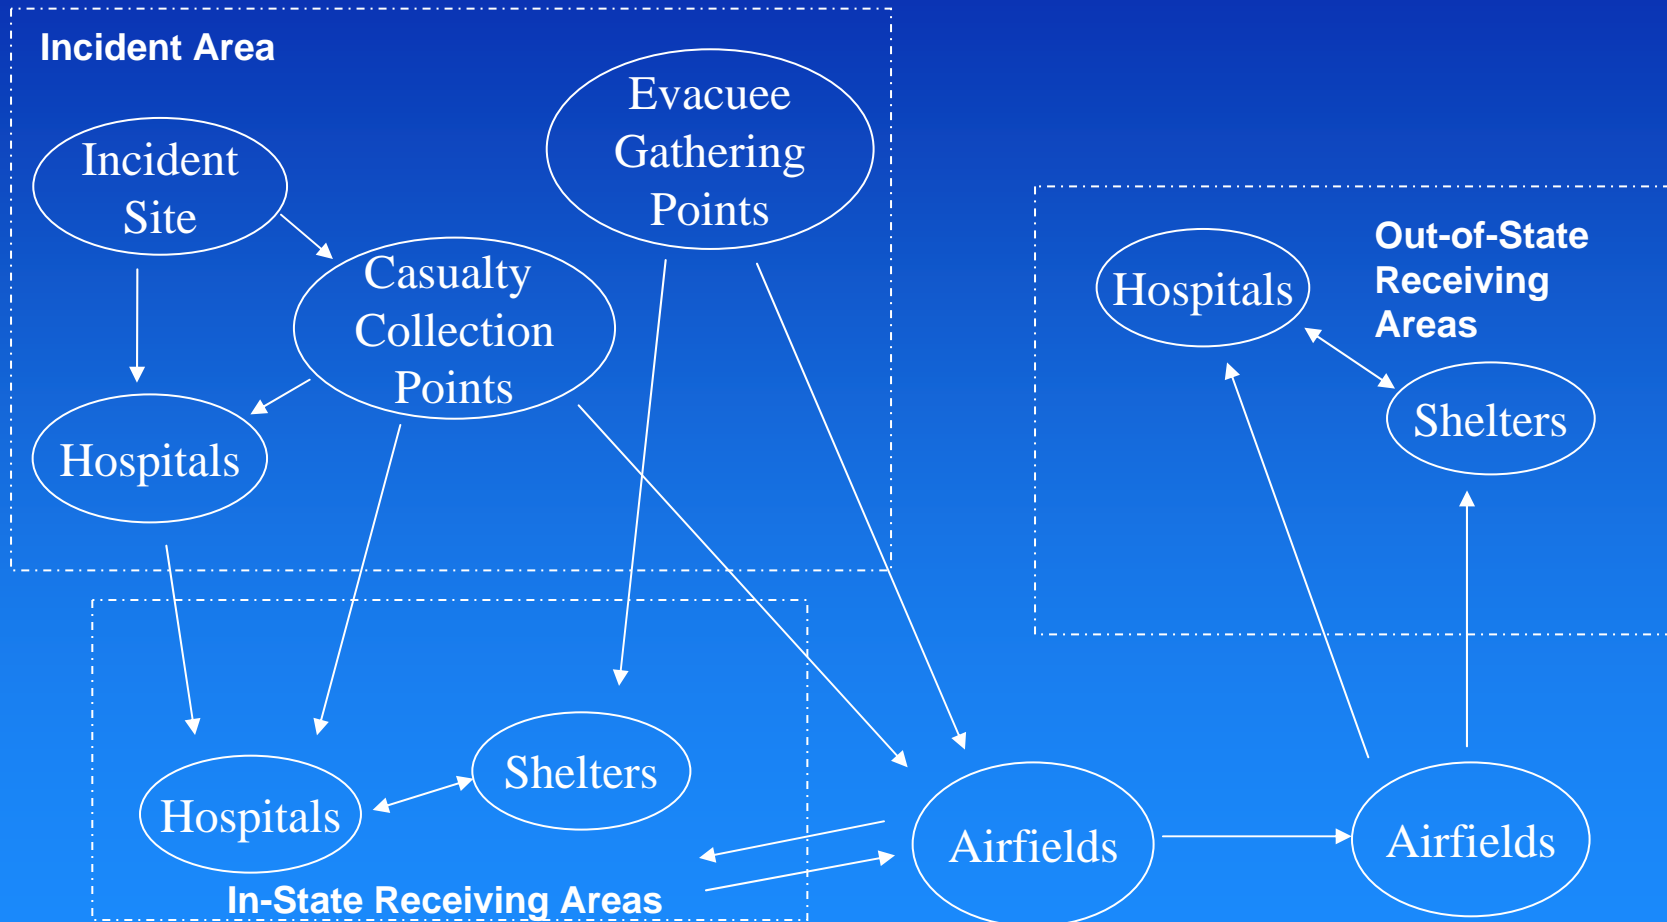 Incident Area
Evacuee
Gathering
Points
Incident
Site
Casualty
Collection
Points
Hospitals
Out-of-State
Receiving
Areas
Hospitals
Shelters
Shelters
Hospitals
In-State Receiving Areas
Airfields
Airfields